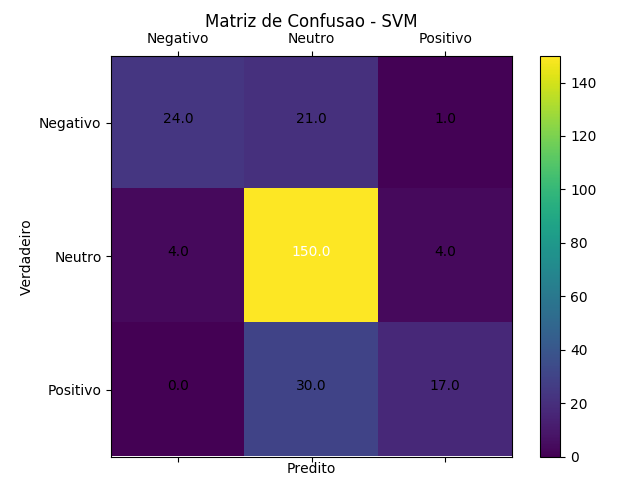 Matriz de Confusao - SVM
Negativo Neutro Positivo
Negativo 24.0 21.0 1.0
Neutro 4.0 150.0 4.0
Positivo 0.0 30.0 17.0
Verdadeiro
Predito
140
120
100
80
60
40
20
0